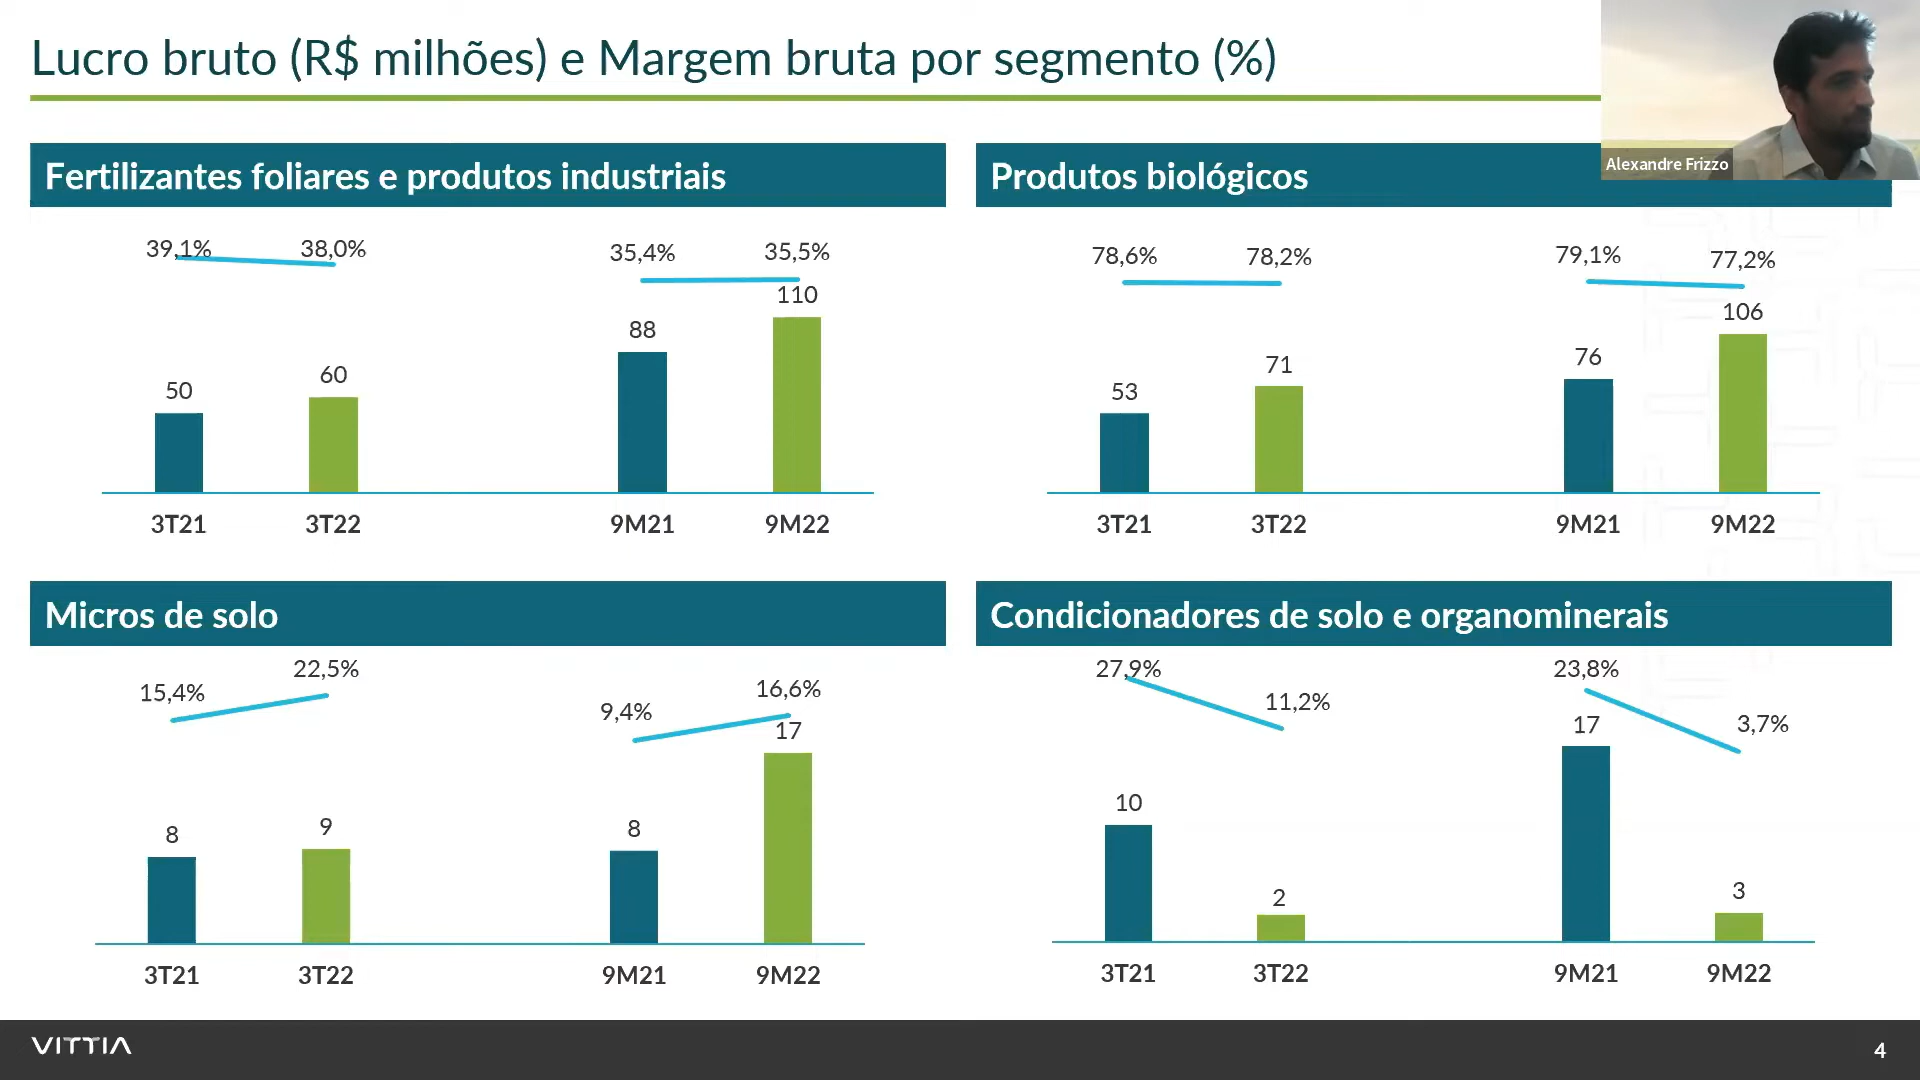 Lucro bruto (R$ milhões) e Margem bruta por segmento (%)
Alexandre Frizzo
Fertilizantes foliares e produtos industriais
39,1% 38,0% 35,4% 35,5%
50 60 88 110
3T21 3T22 9M21 9M22
Produtos biológicos
78,6% 78,2% 79,1% 77,2%
53 71 76 106
3T21 3T22 9M21 9M22
Micros de solo
15,4% 22,5% 9,4% 16,6%
8 9 8 17
3T21 3T22 9M21 9M22
Condicionadores de solo e organominerais
27,9% 11,2% 23,8% 3,7%
10 2 17 3
3T21 3T22 9M21 9M22
VITTIA
4